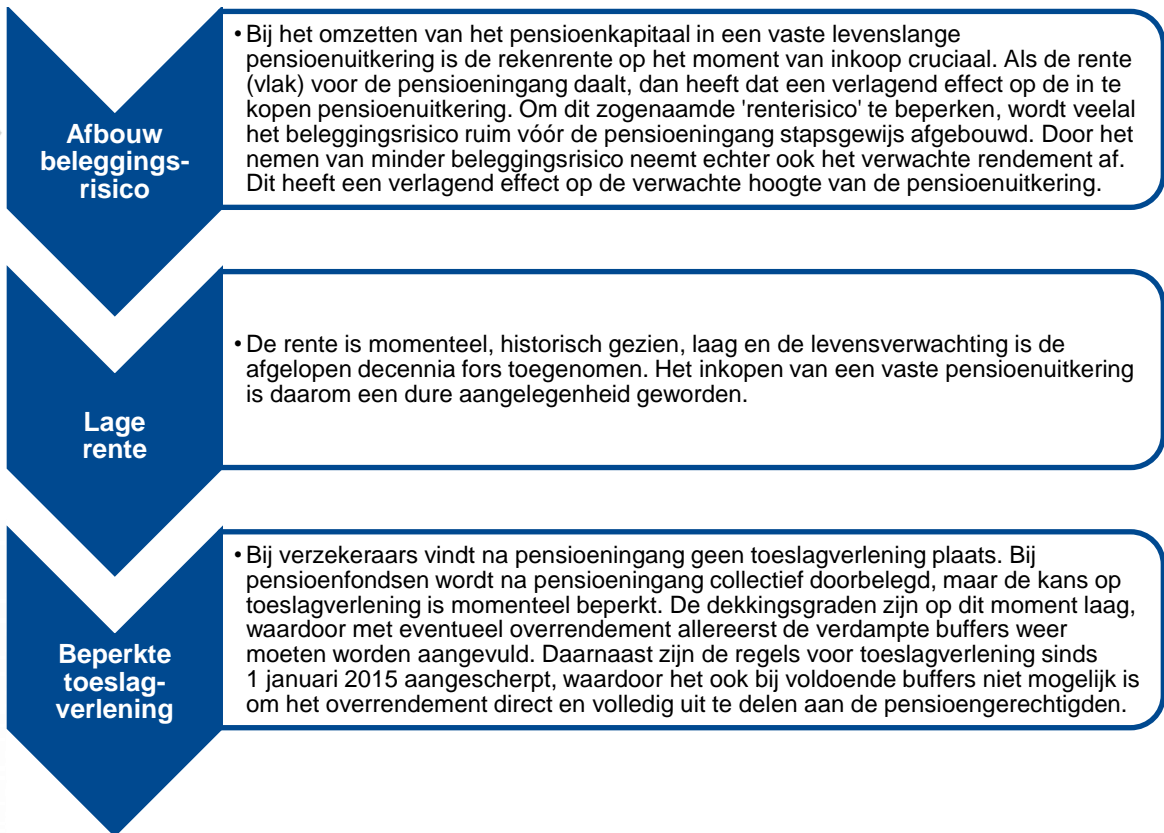 Afbouw
beleggings-
risico
• Bij het omzetten van het pensioenkapitaal in een vaste levenslange
pensioenuitkering is de rekenrente op het moment van inkoop cruciaal. Als de rente
(vlak) voor de pensioeningang daalt, dan heeft dat een verlagend effect op de in te
kopen pensioenuitkering. Om dit zogenaamde 'renterisico' te beperken, wordt veelal
het beleggingsrisico ruim vóór de pensioeningang stapsgewijs afgebouwd. Door het
nemen van minder beleggingsrisico neemt echter ook het verwachte rendement af.
Dit heeft een verlagend effect op de verwachte hoogte van de pensioenuitkering.
Lage
rente
• De rente is momenteel, historisch gezien, laag en de levensverwachting is de
afgelopen decennia fors toegenomen. Het inkopen van een vaste pensioenuitkering
is daarom een dure aangelegenheid geworden.
Beperkte
toeslag-
verlening
• Bij verzekeraars vindt na pensioeningang geen toeslagverlening plaats. Bij
pensioenfondsen wordt na pensioeningang collectief doorbelegd, maar de kans op
toeslagverlening is momenteel beperkt. De dekkingsgraden zijn op dit moment laag,
waardoor met eventueel overrendement allereerst de verdampte buffers weer
moeten worden aangevuld. Daarnaast zijn de regels voor toeslagverlening sinds
1 januari 2015 aangescherpt, waardoor het ook bij voldoende buffers niet mogelijk is
om het overrendement direct en volledig uit te delen aan de pensioengerechtigden.